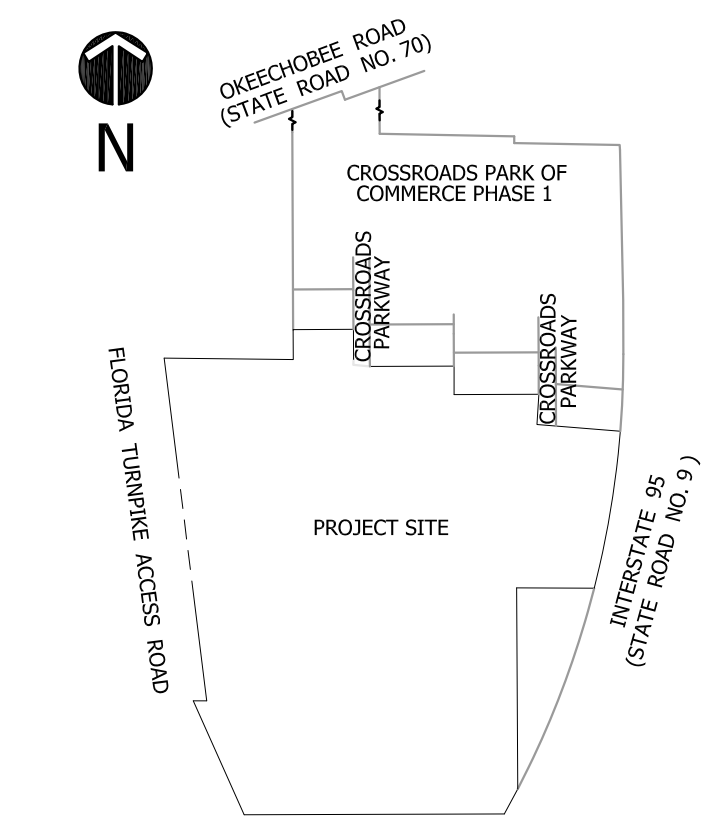 OKEECHOBEE ROAD
(STATE ROAD NO. 70)
N
CROSSROADS PARK OF
COMMERCE PHASE 1
CROSSROADS
PARKWAY
CROSSROADS
PARKWAY
FLORIDA TURNPIKE ACCESS ROAD
PROJECT SITE
INTERSTATE 95
(STATE ROAD NO. 9 )